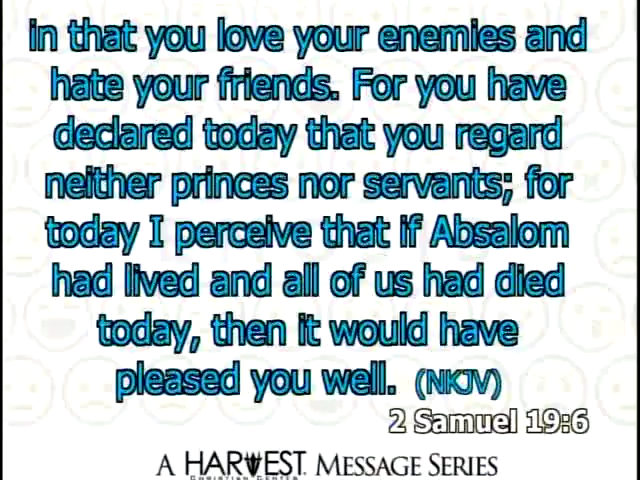 in that you love your enemies and
hate your friends. For you have
declared today that you regard
neither princes nor servants; for
today I perceive that if Absalom
had lived and all of us had died
today, then it would have
pleased you well. (NKJV)
2 Samuel 19:6
A HARVEST MESSAGE SERIES
CHRISTIAN CENTER